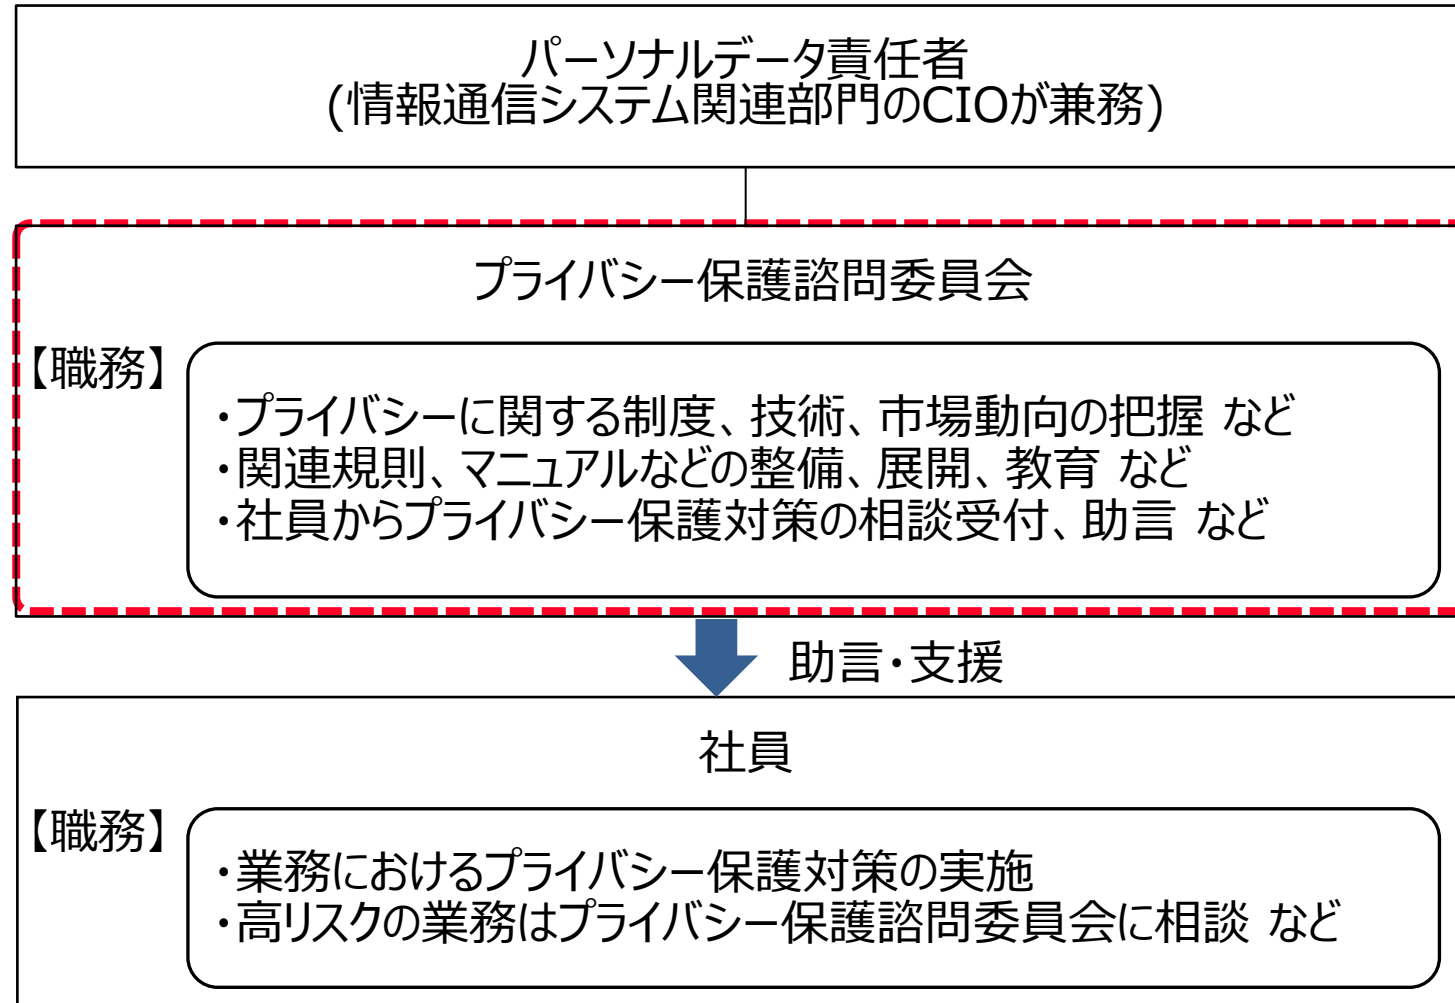 パーソナルデータ責任者
(情報通信システム関連部門のCIOが兼務)
プライバシー保護諮問委員会
【職務】
・プライバシーに関する制度、技術、市場動向の把握 など
・関連規則、マニュアルなどの整備、展開、教育 など
・社員からプライバシー保護対策の相談受付、助言 など
助言・支援
社員
【職務】
・業務におけるプライバシー保護対策の実施
・高リスクの業務はプライバシー保護諮問委員会に相談 など